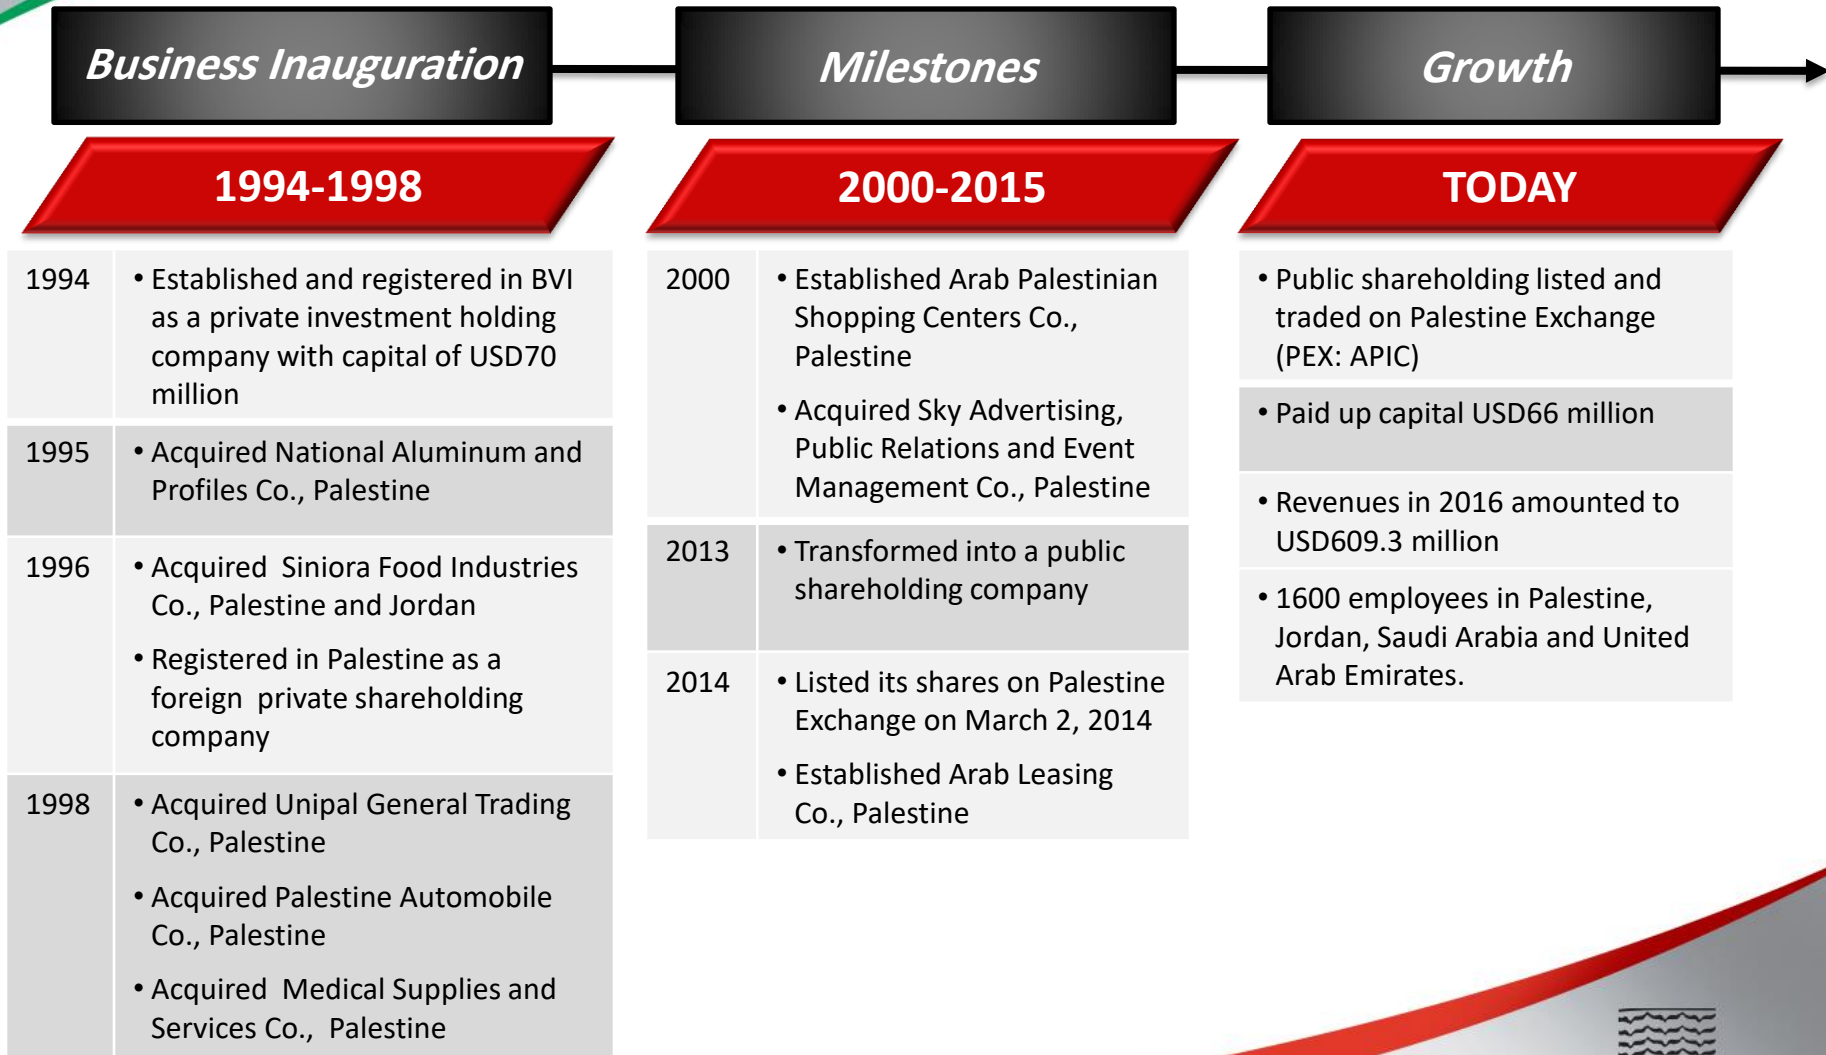 Business Inauguration
Milestones
Growth
1994-1998
2000-2015
TODAY
1994
• Established and registered in BVI
as a private investment holding
company with capital of USD70
million
1995
• Acquired National Aluminum and
Profiles Co., Palestine
1996
• Acquired Siniora Food Industries
Co., Palestine and Jordan
• Registered in Palestine as a
foreign private shareholding
company
1998
• Acquired Unipal General Trading
Co., Palestine
• Acquired Palestine Automobile
Co., Palestine
• Acquired Medical Supplies and
Services Co., Palestine
2000
• Established Arab Palestinian
Shopping Centers Co.,
Palestine
• Acquired Sky Advertising,
Public Relations and Event
Management Co., Palestine
2013
• Transformed into a public
shareholding company
2014
• Listed its shares on Palestine
Exchange on March 2, 2014
• Established Arab Leasing
Co., Palestine
• Public shareholding listed and
traded on Palestine Exchange
(PEX: APIC)
• Paid up capital USD66 million
• Revenues in 2016 amounted to
USD609.3 million
• 1600 employees in Palestine,
Jordan, Saudi Arabia and United
Arab Emirates.